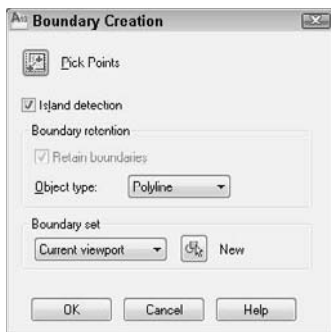 Boundary Creation
Pick Points
Island detection
Boundary retention
Retain boundaries
Object type: Polyline
Boundary set
Current viewport New
OK Cancel Help